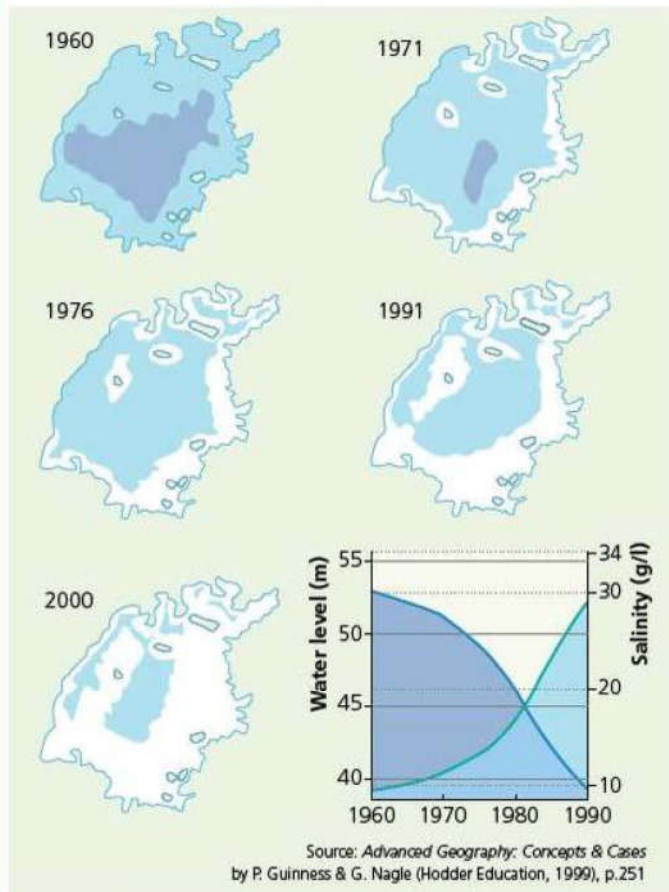 1960
1971
1976
1991
2000
Water level (m)
55
50
45
40
34
30
20
10
Salinity (g/l)
1960 1970 1980 1990
Source: Advanced Geography: Concepts & Cases
by P. Guinness & G. Nagle (Hodder Education, 1999), p.251